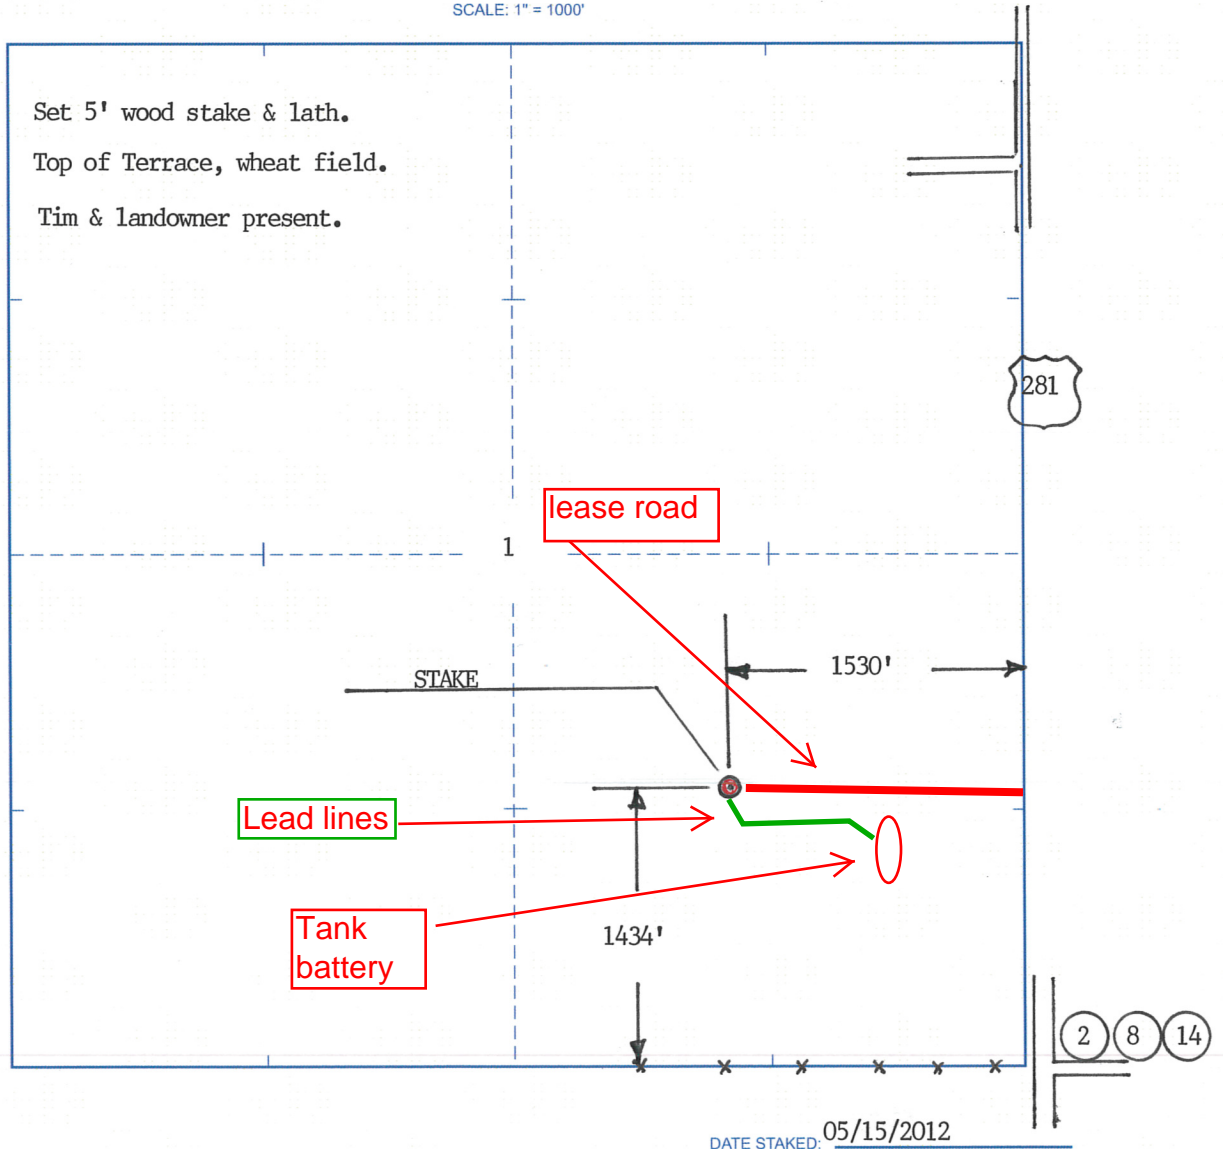 SCALE: 1" = 1000'
Set 5' wood stake & lath.
Top of Terrace, wheat field.
Tim & landowner present.
281
lease road
1
1530'
STAKE
Lead lines
Tank
battery
1434'
2 8 14
DATE STAKED: 05/15/2012